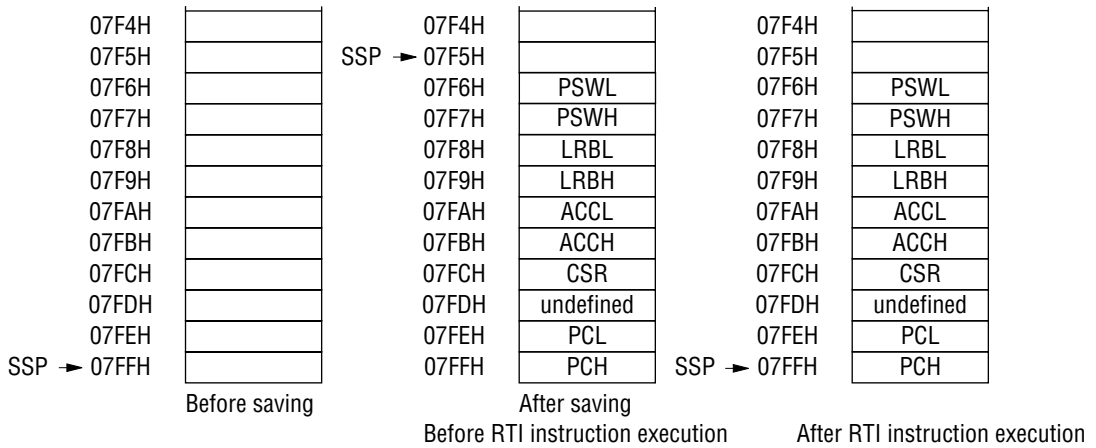 07F4H 07F4H 07F4H
07F5H SSP 07F5H 07F5H
07F6H 07F6H PSWL 07F6H PSWL
07F7H 07F7H PSWH 07F7H PSWH
07F8H 07F8H LRBL 07F8H LRBL
07F9H 07F9H LRBH 07F9H LRBH
07FAH 07FAH ACCL 07FAH ACCL
07FBH 07FBH ACCH 07FBH ACCH
07FCH 07FCH CSR 07FCH CSR
07FDH 07FDH undefined 07FDH undefined
07FEH 07FEH PCL 07FEH PCL
SSP 07FFH 07FFH PCH SSP 07FFH PCH
Before saving After saving
Before RTI instruction execution After RTI instruction execution